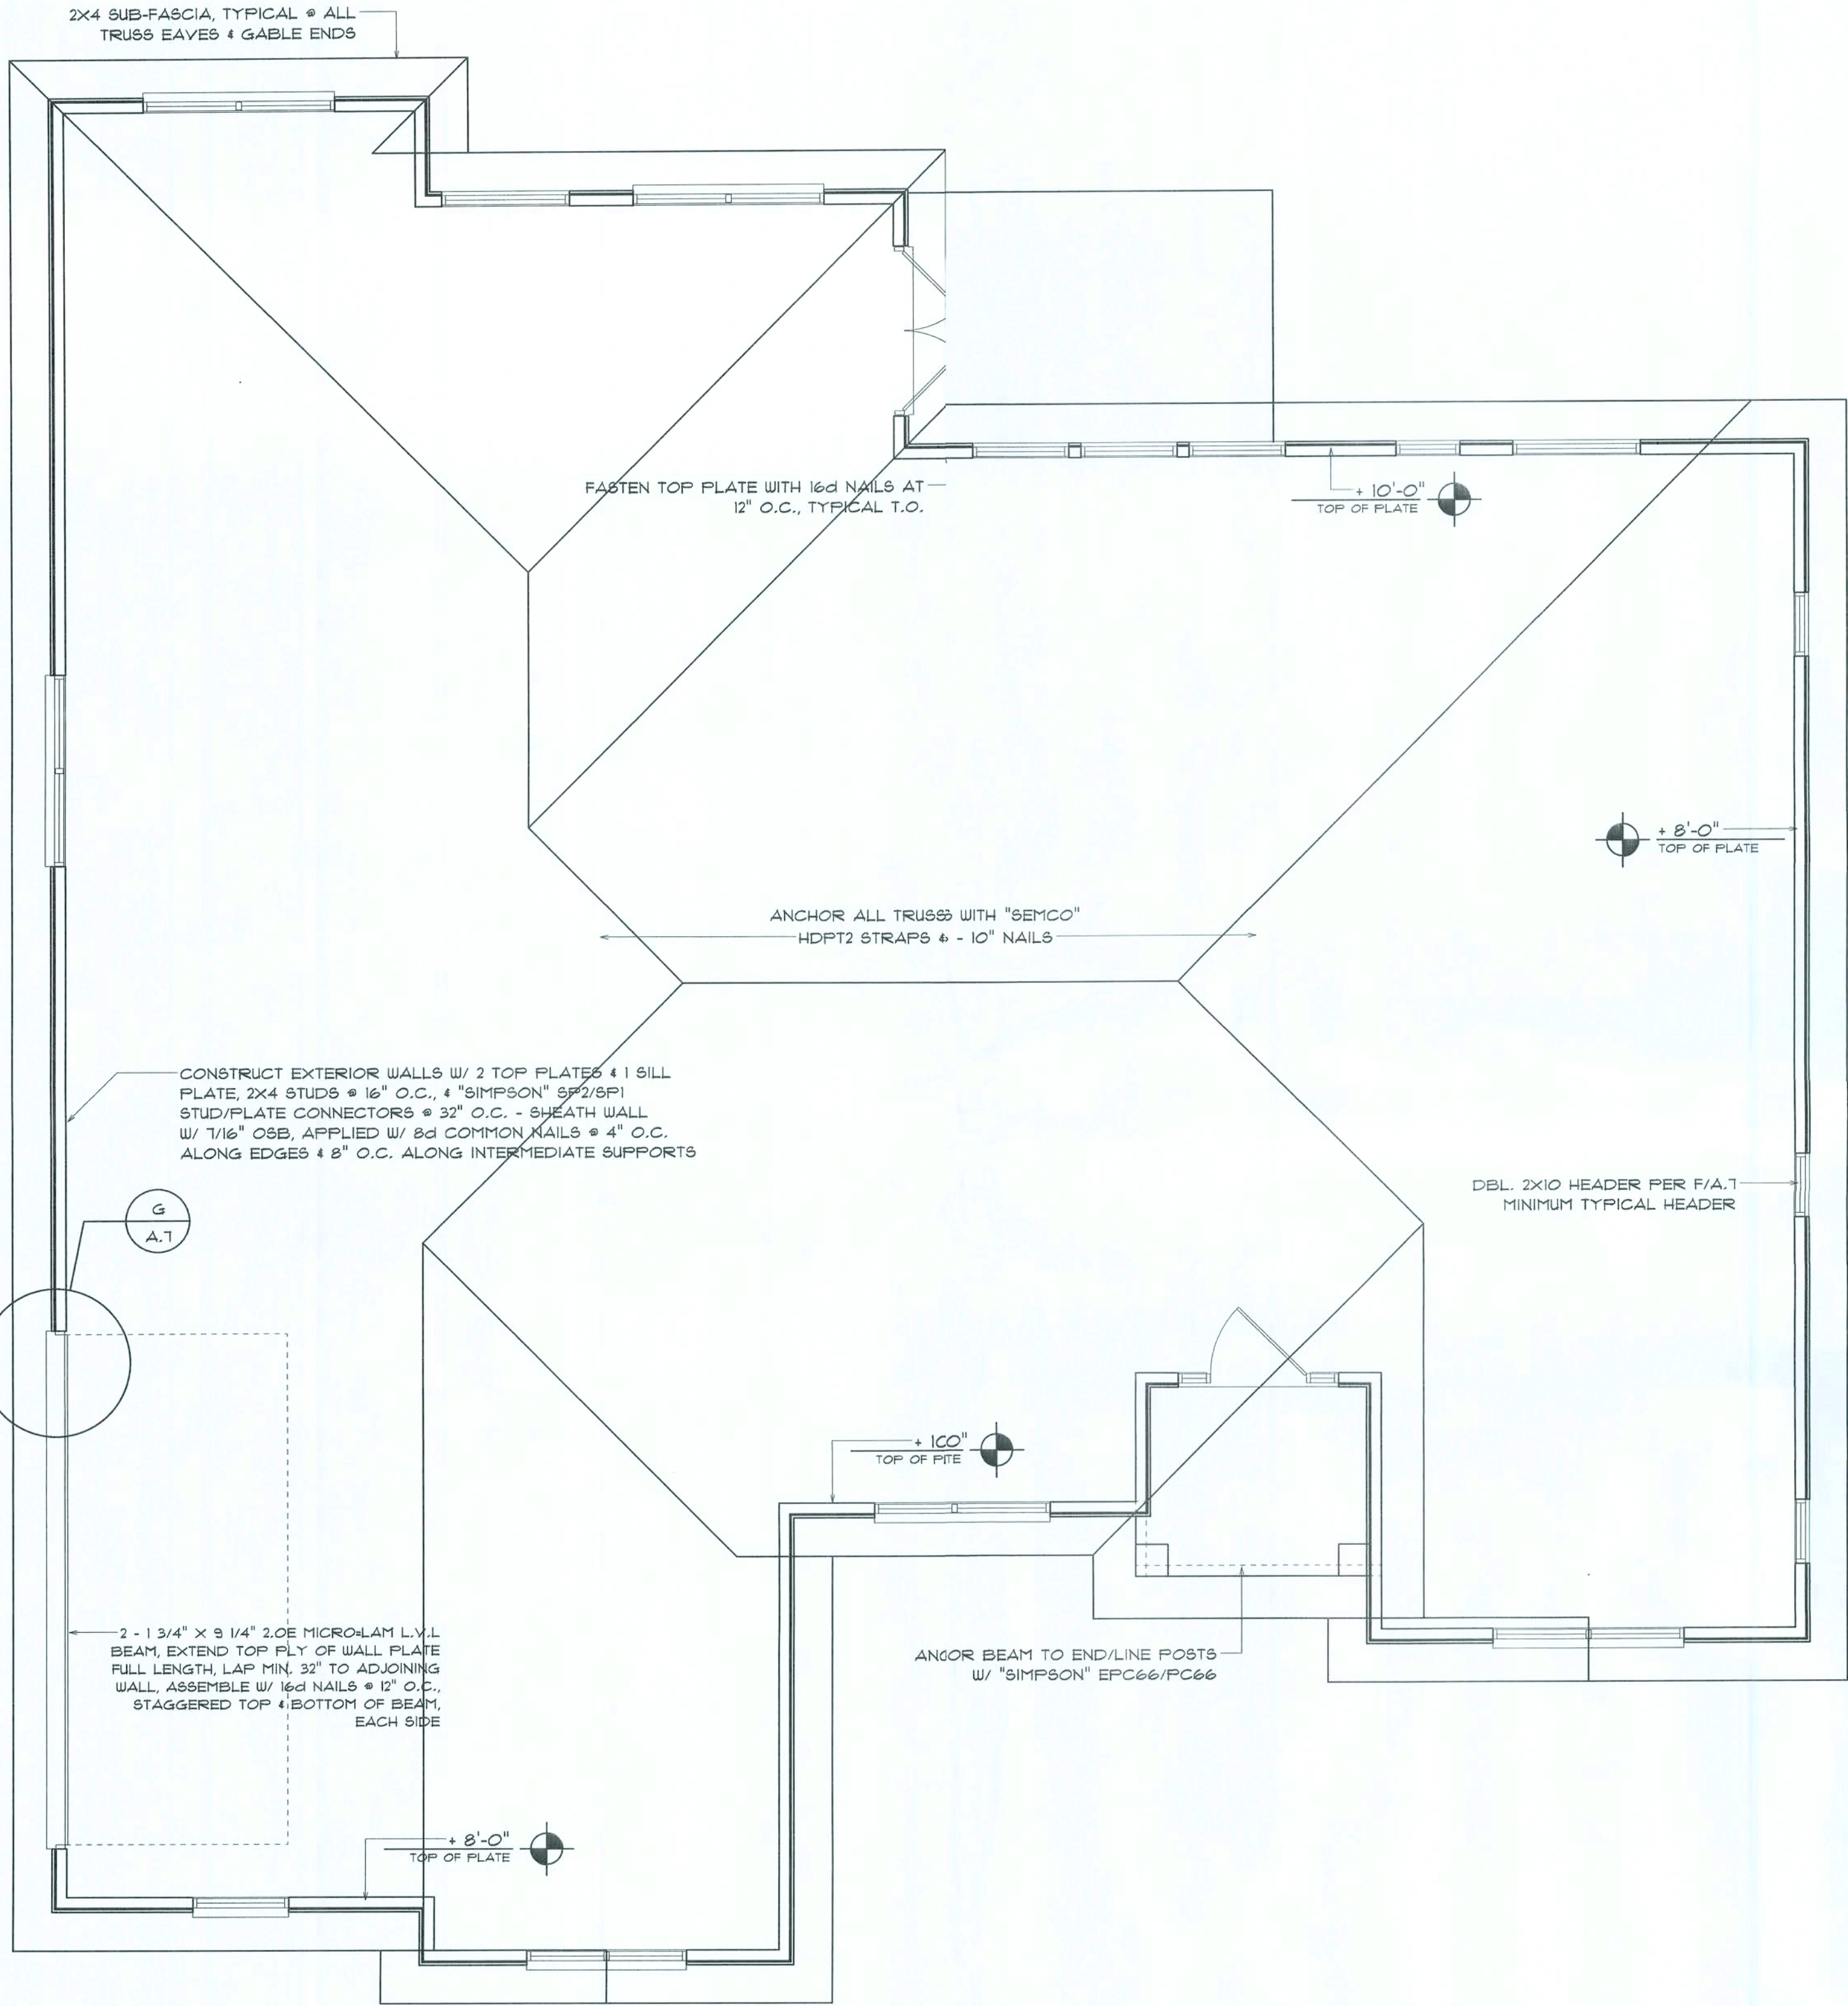 2X4 SUB-FASCIA, TYPICAL @ ALL
TRUSS EAVES & GABLE ENDS
FASTEN TOP PLATE WITH 16d NAILS AT
12" O.C., TYPICAL T.O.
+ 10'-0"
TOP OF PLATE
+ 8'-0"
TOP OF PLATE
ANCHOR ALL TRUSS WITH "SEMCO"
HDPT2 STRAPS & - 10" NAILS
CONSTRUCT EXTERIOR WALLS W/ 2 TOP PLATES & 1 SILL
PLATE, 2X4 STUDS @ 16" O.C., & "SIMPSON" SP2/SP1
STUD/PLATE CONNECTORS @ 32" O.C. - SHEATH WALL
W/ 7/16" OSB, APPLIED W/ 8d COMMON NAILS @ 4" O.C.
ALONG EDGES & 8" O.C. ALONG INTERMEDIATE SUPPORTS
G
A.7
DBL. 2X10 HEADER PER F/A.7
MINIMUM TYPICAL HEADER
+ 1C0"
TOP OF PITE
2 - 1 3/4" X 9 1/4" 2.0E MICRO=LAM L.V.L
BEAM, EXTEND TOP PLY OF WALL PLATE
FULL LENGTH, LAP MIN. 32" TO ADJOINING
WALL, ASSEMBLE W/ 16d NAILS @ 12" O.C.,
STAGGERED TOP & BOTTOM OF BEAM,
EACH SIDE
ANCOR BEAM TO END/LINE POSTS
W/ "SIMPSON" EPC66/PC66
+ 8'-0"
TOP OF PLATE